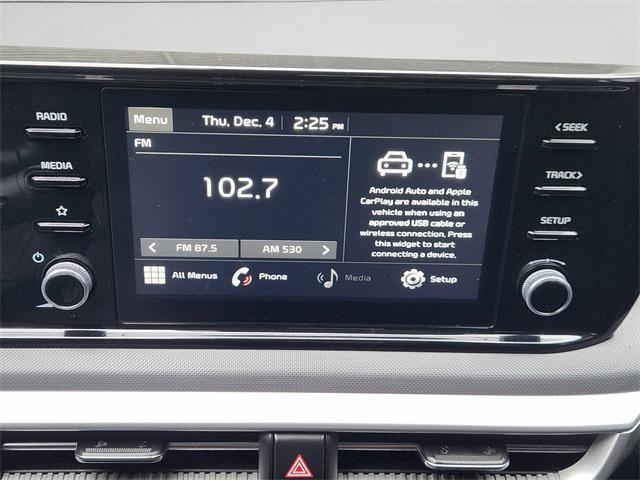 RADIO
MEDIA
Menu Thu, Dec. 4 2:25 PM
FM
102.7
< FM 87.5 AM 530 >
Android Auto and Apple
CarPlay are available in this
vehicle when using an
approved USB cable or
wireless connection. Press
this widget to start
connecting a device.
All Menus Phone Media Setup
<SEEK
TRACK>
SETUP